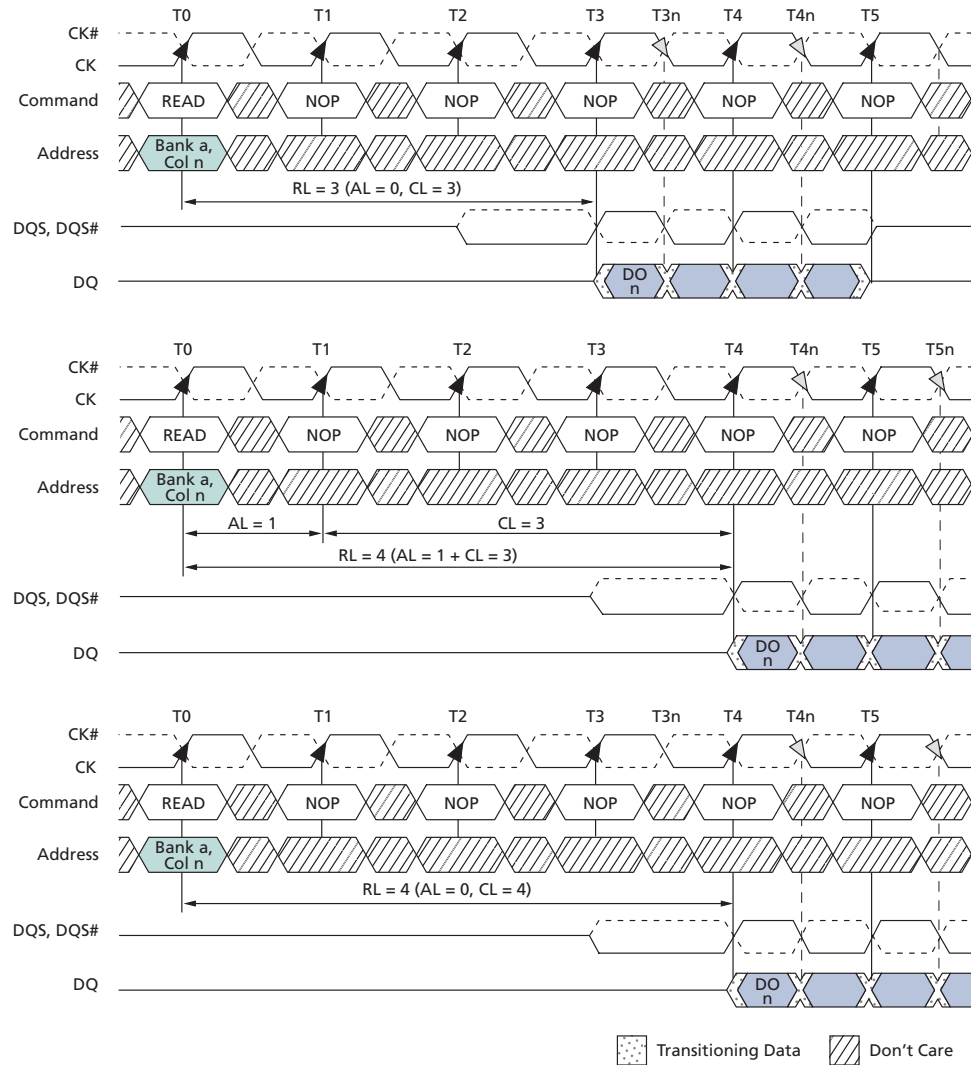 T0 T1 T2 T3 T3n T4 T4n T5
CK#
CK
Command READ NOP NOP NOP NOP NOP
Address Bank a,
Col n
RL = 3 (AL = 0, CL = 3)
DQS, DQS#
DQ DO
n
T0 T1 T2 T3 T4 T4n T5 T5n
CK#
CK
Command READ NOP NOP NOP NOP NOP
Address Bank a,
Col n
AL = 1 CL = 3
RL = 4 (AL = 1 + CL = 3)
DQS, DQS#
DQ DO
n
T0 T1 T2 T3 T3n T4 T4n T5
CK#
CK
Command READ NOP NOP NOP NOP NOP
Address Bank a,
Col n
RL = 4 (AL = 0, CL = 4)
DQS, DQS#
DQ DO
n
Transitioning Data Don't Care